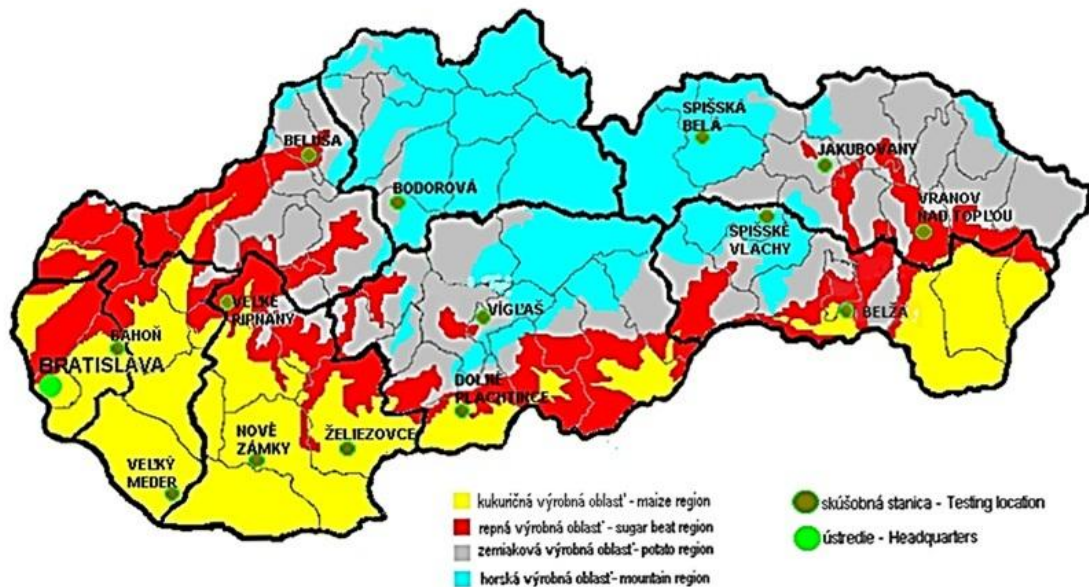 SPIŠSKÁ
BELÁ
BELUŠA
JAKUBOVANY
BODOROVÁ
VRANOV
NAD TOPĽOU
SPIŠSKÉ
VLACHY
VEĽKÉ
RIPŇANY
VÍGĽAŠ
BELŽA
BÁHOŇ
BRATISLAVA
DOLNÉ
PLACHTINCE
NOVÉ
ZÁMKY
ŽELIEZOVCE
VEĽKÝ
MEDER
kukuričná výrobná oblasť - maize region
repná výrobná oblasť - sugar beat region
zemiaková výrobná oblasť- potato region
horská výrobná oblasť - mountain region
skúšobná stanica - Testing location
ústredie - Headquarters